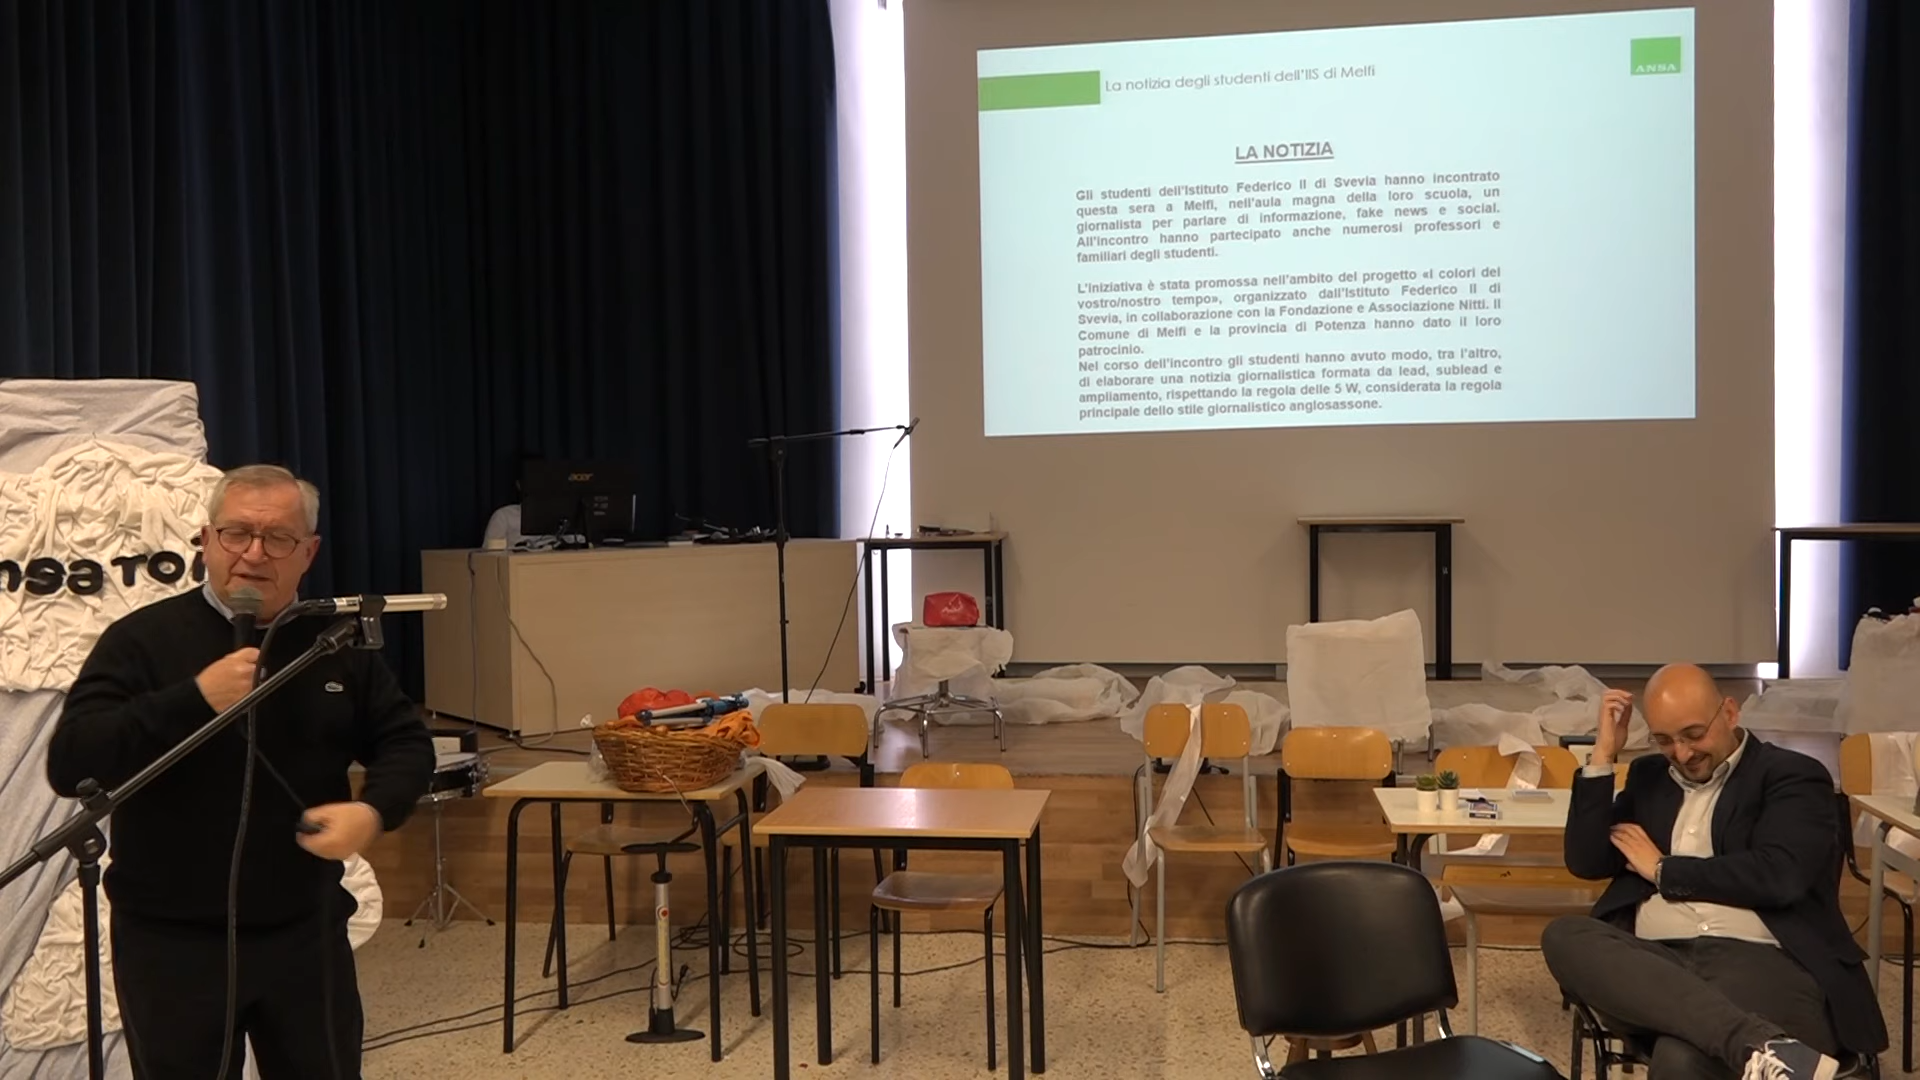 La notizia degli studenti dell'IIS di Melfi
ANSA
LA NOTIZIA
Gli studenti dell'Istituto Federico II di Svevia hanno incontrato
questa sera a Melfi, nell'aula magna della loro scuola, un
giornalista per parlare di informazione, fake news e social.
All'incontro hanno partecipato anche numerosi professori e
familiari degli studenti.
L'iniziativa è stata promossa nell'ambito del progetto «I colori del
vostro/nostro tempo», organizzato dall'Istituto Federico II di
Svevia, in collaborazione con la Fondazione e Associazione Nitti. Il
Comune di Melfi e la provincia di Potenza hanno dato il loro
patrocinio.
Nel corso dell'incontro gli studenti hanno avuto modo, tra l'altro,
di elaborare una notizia giornalistica formata da lead, sublead e
ampliamento, rispettando la regola delle 5 W, considerata la regola
principale dello stile giornalistico anglosassone.
acer